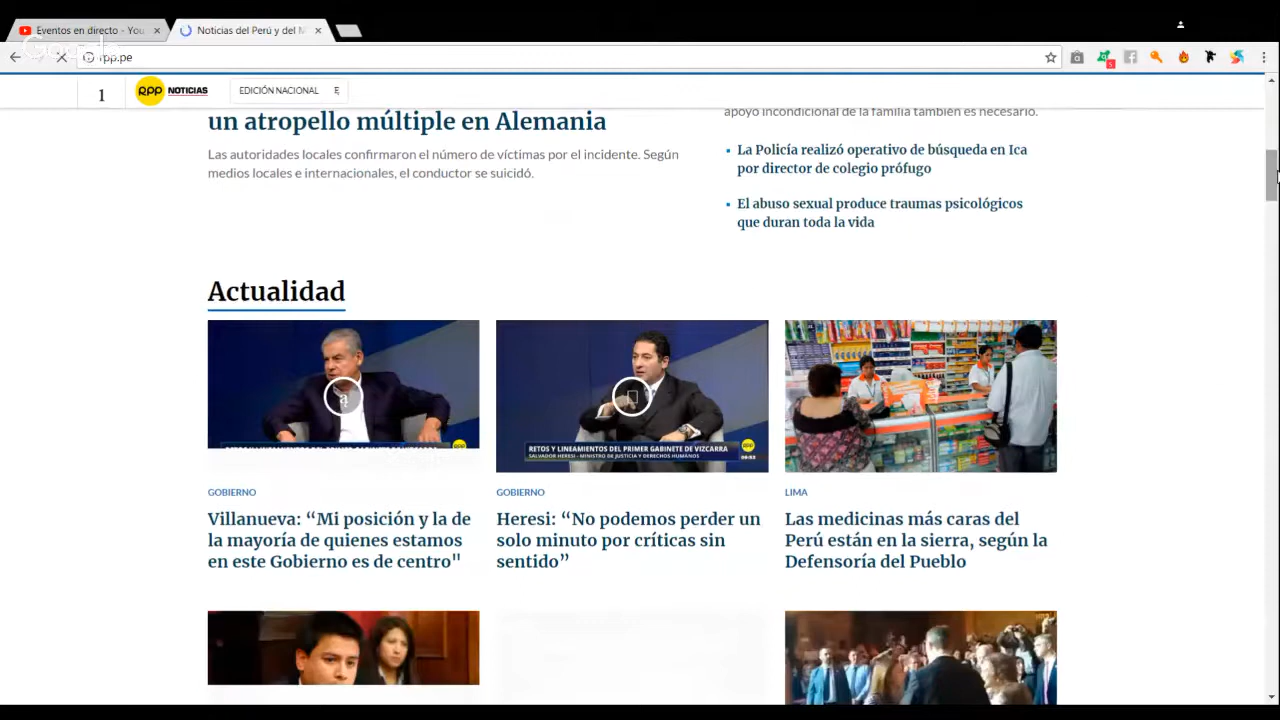 Eventos en directo - You
Noticias del Perú y del M
rpp.pe
1
RPP NOTICIAS
EDICIÓN NACIONAL
un atropello múltiple en Alemania
Las autoridades locales confirmaron el número de víctimas por el incidente. Según
medios locales e internacionales, el conductor se suicidó.
apoyo incondicional de la familia también es necesario.
La Policía realizó operativo de búsqueda en Ica
por director de colegio prófugo
El abuso sexual produce traumas psicológicos
que duran toda la vida
Actualidad
RETOS Y LINEAMIENTOS DEL PRIMER GABINETE DE VIZCARRA
SALVADOR HERESI - MINISTRO DE JUSTICIA Y DERECHOS HUMANOS
rpp
GOBIERNO
Villanueva: “Mi posición y la de
la mayoría de quienes estamos
en este Gobierno es de centro"
GOBIERNO
Heresi: “No podemos perder un
solo minuto por críticas sin
sentido”
LIMA
Las medicinas más caras del
Perú están en la sierra, según la
Defensoría del Pueblo